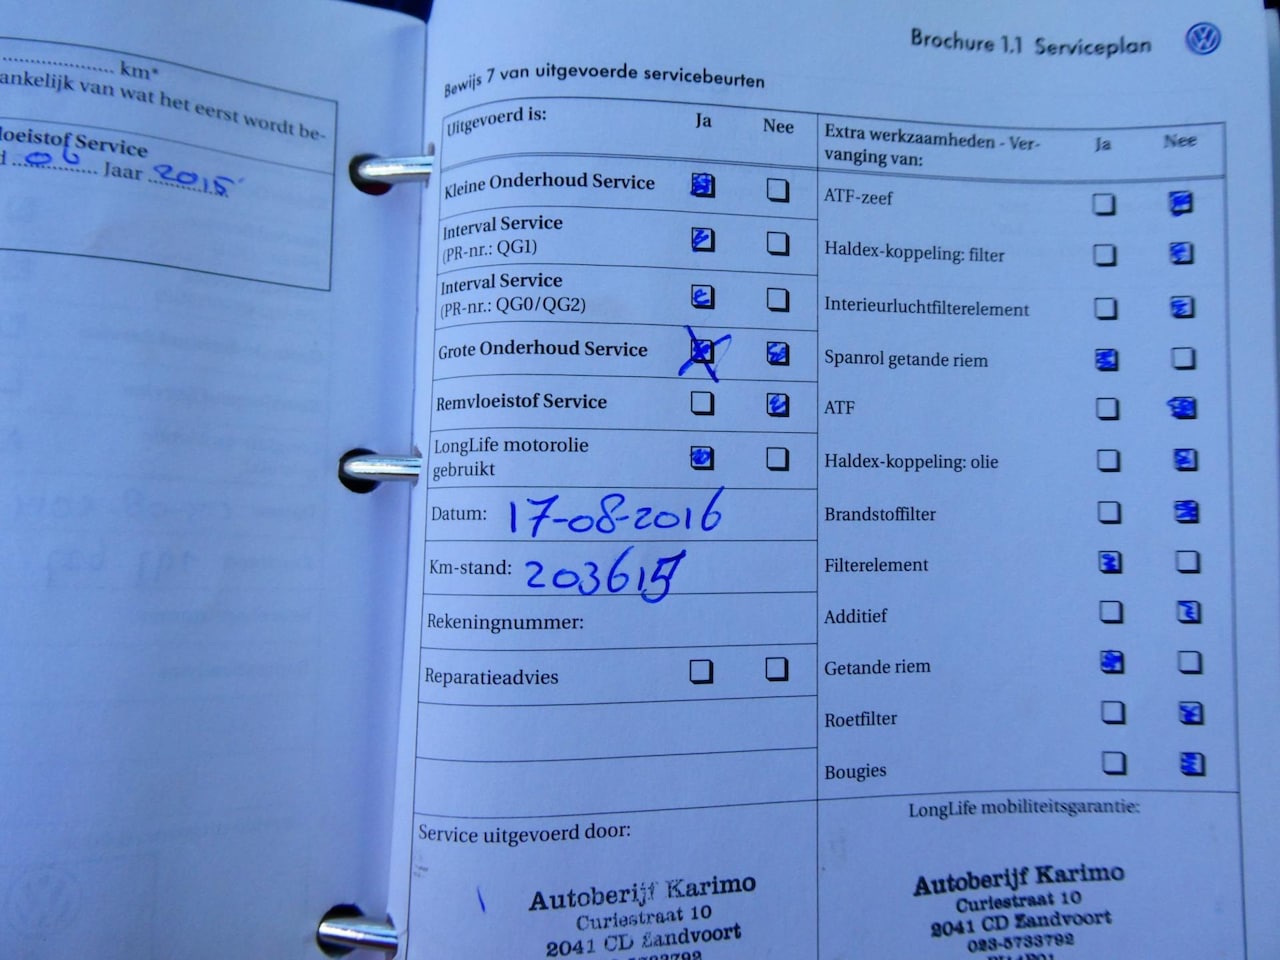 km*
ankelijk van wat het eerst wordt be-
loeistof Service
d 06 Jaar 2015
Brochure 1.1 Serviceplan
Bewijs 7 van uitgevoerde servicebeurten
Uitgevoerd is: Ja Nee
Kleine Onderhoud Service
Interval Service
(PR-nr.: QG1)
Interval Service
(PR-nr.: QG0/QG2)
Grote Onderhoud Service
Remvloeistof Service
LongLife motorolie
gebruikt
Datum: 17-08-2016
Km-stand: 203615
Rekeningnummer:
Reparatieadvies
Service uitgevoerd door:
Autoberijf Karimo
Curiestraat 10
2041 CD Zandvoort
Extra werkzaamheden - Ver-
vanging van: Ja Nee
ATF-zeef
Haldex-koppeling: filter
Interieurluchtfilterelement
Spanrol getande riem
ATF
Haldex-koppeling: olie
Brandstoffilter
Filterelement
Additief
Getande riem
Roetfilter
Bougies
LongLife mobiliteitsgarantie:
Autoberijf Karimo
Curiestraat 10
2041 CD Zandvoort
023-5733792